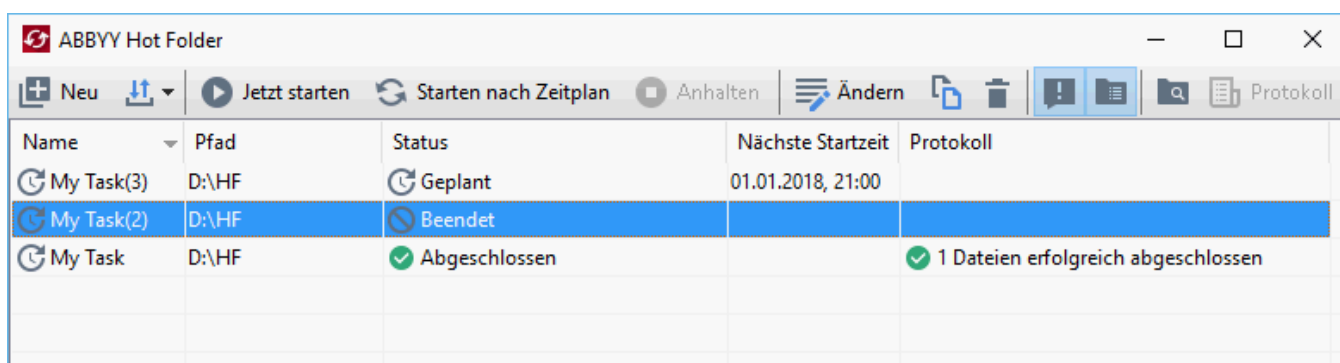 ABBYY Hot Folder
Neu Jetzt starten Starten nach Zeitplan Anhalten Ändern Protokoll
Name Pfad Status Nächste Startzeit Protokoll
My Task(3) D:\HF Geplant 01.01.2018, 21:00
My Task(2) D:\HF Beendet
My Task D:\HF Abgeschlossen 1 Dateien erfolgreich abgeschlossen